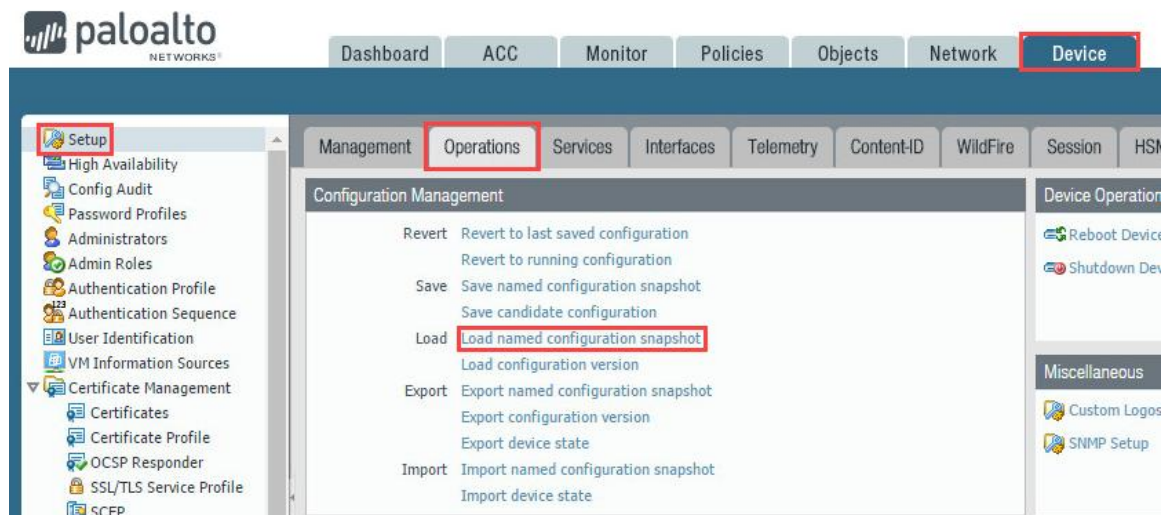 paloalto
NETWORKS
Dashboard ACC Monitor Policies Objects Network Device
Setup
High Availability
Config Audit
Password Profiles
Administrators
Admin Roles
Authentication Profile
Authentication Sequence
User Identification
VM Information Sources
Certificate Management
Certificates
Certificate Profile
OCSP Responder
SSL/TLS Service Profile
SCEP
Management Operations Services Interfaces Telemetry Content-ID WildFire Session HSM
Configuration Management
Revert Revert to last saved configuration
Revert to running configuration
Save Save named configuration snapshot
Save candidate configuration
Load Load named configuration snapshot
Load configuration version
Export Export named configuration snapshot
Export configuration version
Export device state
Import Import named configuration snapshot
Import device state
Device Operation
Reboot Device
Shutdown Dev
Miscellaneous
Custom Logos
SNMP Setup